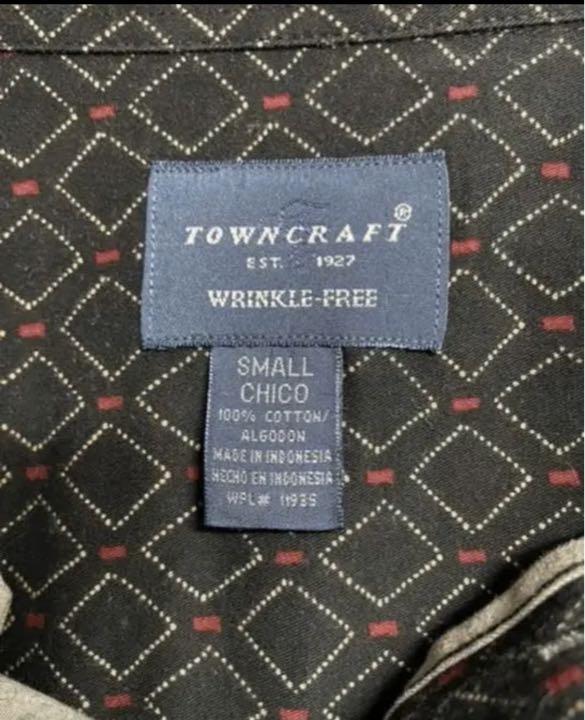 TOWNCRAFT®
EST. 1927
WRINKLE-FREE
SMALL
CHICO
100% COTTON/
ALGODON
MADE IN INDONESIA
HECHO EN INDONESIA
WPL# 11935